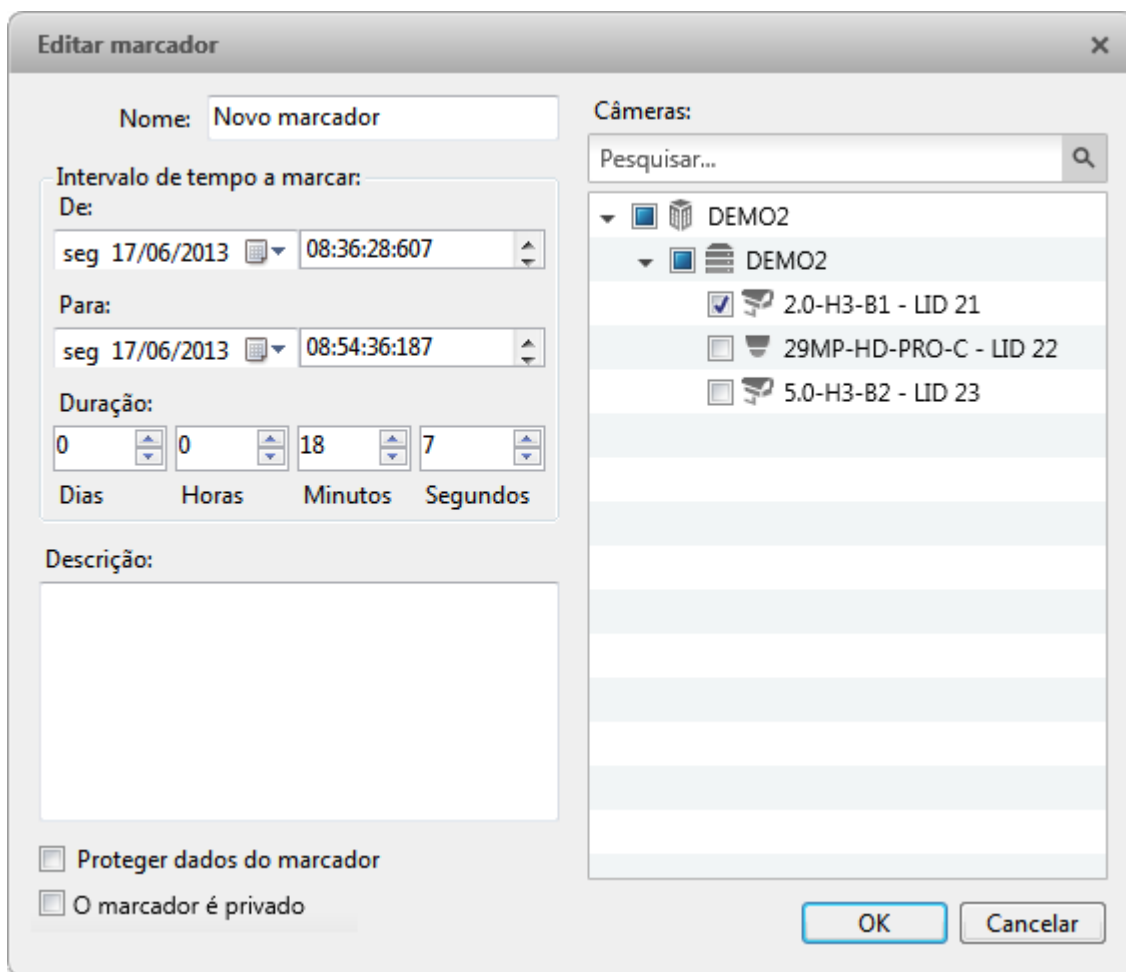 Editar marcador
Nome: Novo marcador
Intervalo de tempo a marcar:
De:
seg 17/06/2013 08:36:28:607
Para:
seg 17/06/2013 08:54:36:187
Duração:
0 0 18 7
Dias Horas Minutos Segundos
Descrição:
Proteger dados do marcador
O marcador é privado
Câmeras:
Pesquisar...
DEMO2
DEMO2
2.0-H3-B1 - LID 21
29MP-HD-PRO-C - LID 22
5.0-H3-B2 - LID 23
OK Cancelar